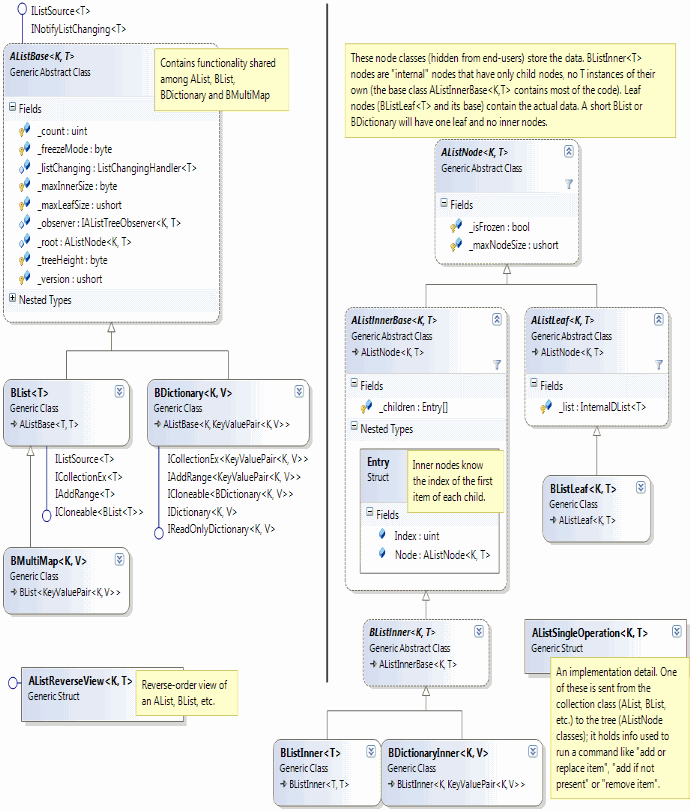 IListSource<T>
INotifyListChanging<T>
AListBase<K, T>
Generic Abstract Class
Contains functionality shared
among AList, BList,
BDictionary and BMultiMap
Fields
_count : uint
_freezeMode : byte
_listChanging : ListChangingHandler<T>
_maxInnerSize : byte
_maxLeafSize : ushort
_observer : IAListTreeObserver<K, T>
_root : AListNode<K, T>
_treeHeight : byte
_version : ushort
Nested Types
BList<T>
Generic Class
AListBase<T, T>
BDictionary<K, V>
Generic Class
AListBase<K, KeyValuePair<K, V>>
IListSource<T>
ICollectionEx<T>
IAddRange<T>
ICloneable<BList<T>>
ICollectionEx<KeyValuePair<K, V>>
IAddRange<KeyValuePair<K, V>>
ICloneable<BDictionary<K, V>>
IDictionary<K, V>
IReadOnlyDictionary<K, V>
BMultiMap<K, V>
Generic Class
BList<KeyValuePair<K, V>>
AListReverseView<K, T>
Generic Struct
Reverse-order view of
an AList, BList, etc.
These node classes (hidden from end-users) store the data. BListInner<T>
nodes are "internal" nodes that have only child nodes, no T instances of their
own (the base class AListInnerBase<K,T> contains most of the code). Leaf
nodes (BListLeaf<T> and its base) contain the actual data. A short BList or
BDictionary will have one leaf and no inner nodes.
AListNode<K, T>
Generic Abstract Class
Fields
_isFrozen : bool
_maxNodeSize : ushort
AListInnerBase<K, T>
Generic Abstract Class
AListNode<K, T>
Fields
_children : Entry[]
Nested Types
Entry
Struct
Inner nodes know
the index of the first
item of each child.
Fields
Index : uint
Node : AListNode<K, T>
AListLeaf<K, T>
Generic Abstract Class
AListNode<K, T>
Fields
_list : InternalDList<T>
BListLeaf<K, T>
Generic Class
AListLeaf<K, T>
BListInner<K, T>
Generic Abstract Class
AListInnerBase<K, T>
AListSingleOperation<K, T>
Generic Struct
An implementation detail. One
of these is sent from the
collection class (AList, BList,
etc.) to the tree (AListNode
classes); it holds info used to
run a command like "add or
replace item", "add if not
present" or "remove item".
BListInner<T>
Generic Class
BListInner<T, T>
BDictionaryInner<K, V>
Generic Class
BListInner<K, KeyValuePair<K, V>>